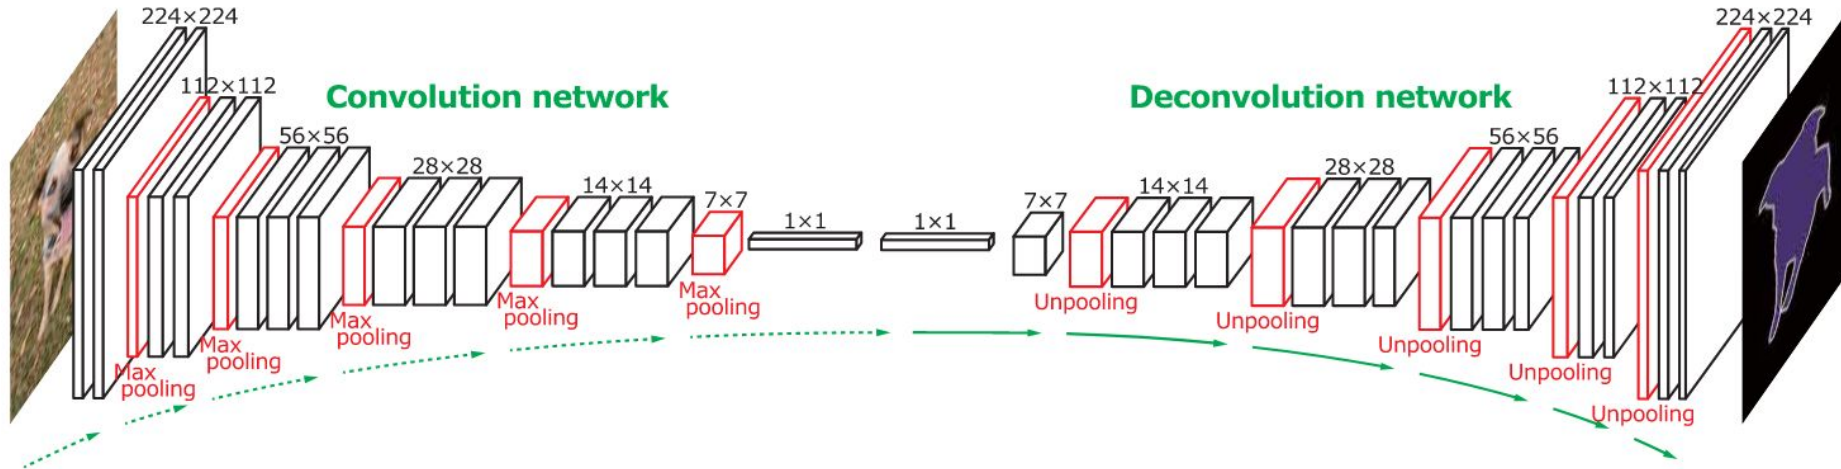 224×224
112×112
Convolution network
56×56
28×28
14×14
7×7
1×1
1×1
7×7
14×14
28×28
56×56
112×112
224×224
Deconvolution network
Max
pooling
Max
pooling
Max
pooling
Max
pooling
Max
pooling
Unpooling
Unpooling
Unpooling
Unpooling
Unpooling